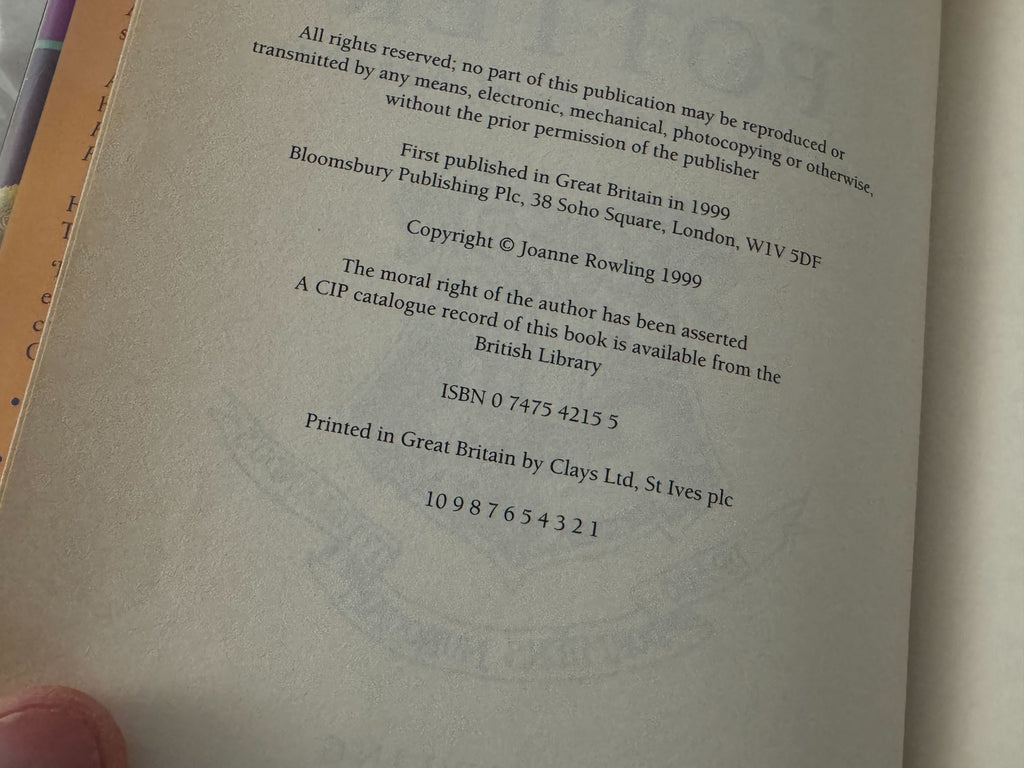 All rights reserved; no part of this publication may be reproduced or
transmitted by any means, electronic, mechanical, photocopying or otherwise,
without the prior permission of the publisher
First published in Great Britain in 1999
Bloomsbury Publishing Plc, 38 Soho Square, London, W1V 5DF
Copyright © Joanne Rowling 1999
The moral right of the author has been asserted
A CIP catalogue record of this book is available from the
British Library
ISBN 0 7475 4215 5
Printed in Great Britain by Clays Ltd, St Ives plc
10 9 8 7 6 5 4 3 2 1